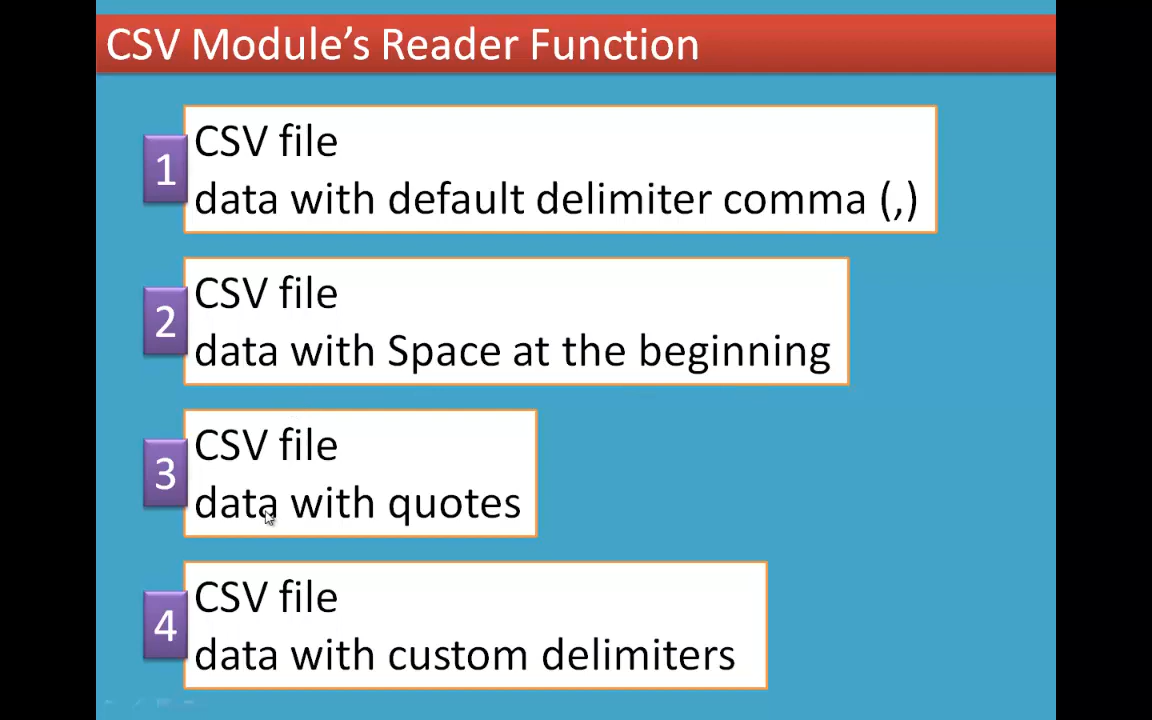 CSV Module’s Reader Function
1
CSV file
data with default delimiter comma (,)
2
CSV file
data with Space at the beginning
3
CSV file
data with quotes
4
CSV file
data with custom delimiters